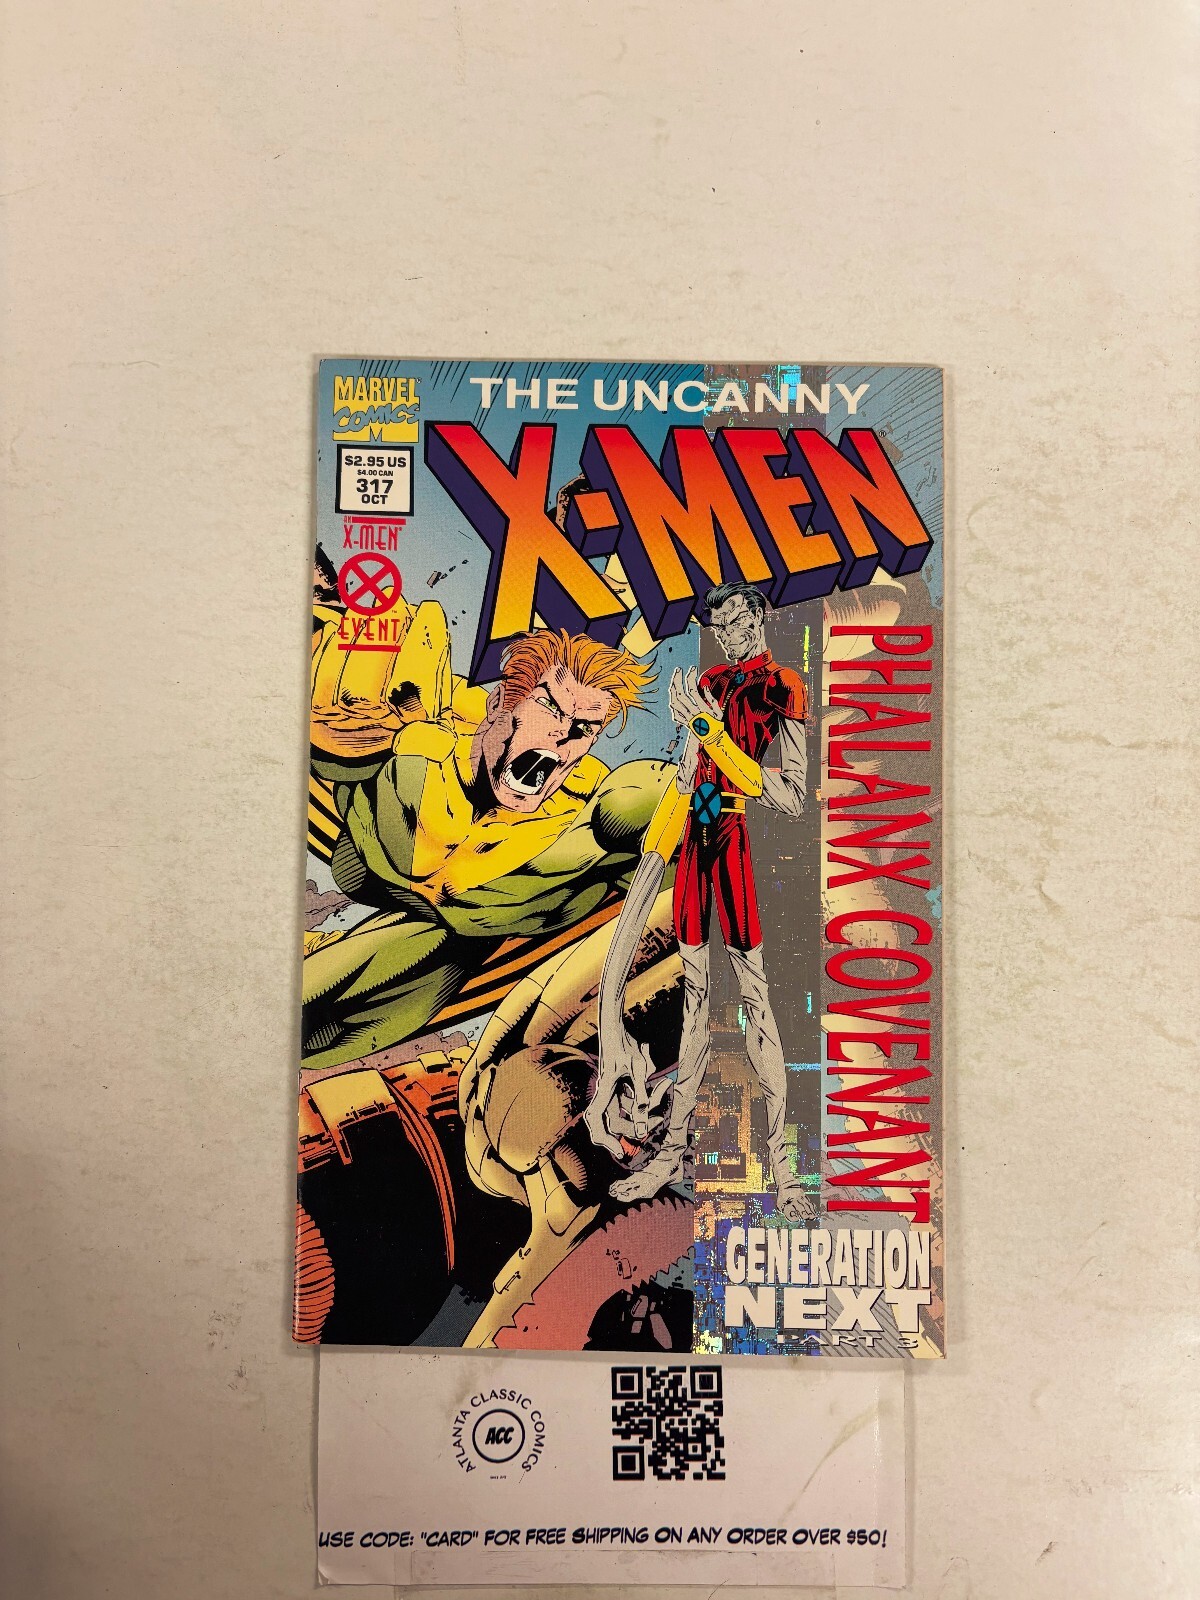 MARVEL
COMICS
M
THE UNCANNY
X-MEN®
$2.95 US
$4.00 CAN
317
OCT
AN
X-MEN
EVENT
PHALANX COVENANT
GENERATION
NEXT
PART 3
ATLANTA CLASSIC COMICS
ACC
USE CODE: "CARD" FOR FREE SHIPPING ON ANY ORDER OVER $50!